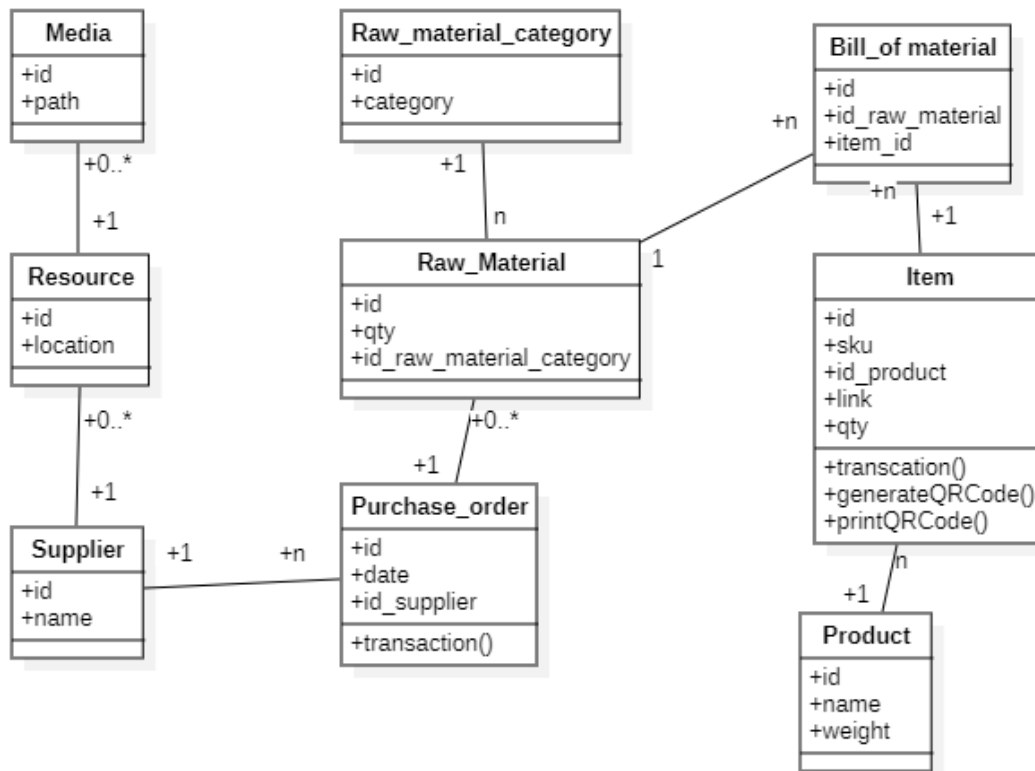 Media
+id
+path
+0..*
+1
Resource
+id
+location
+0..*
+1
Supplier
+id
+name
+1
+n
Raw_material_category
+id
+category
+1
n
Raw_Material
+id
+qty
+id_raw_material_category
+0..*
+1
Purchase_order
+id
+date
+id_supplier
+transaction()
Bill_of material
+id
+id_raw_material
+item_id
+n
1
+n
+1
Item
+id
+sku
+id_product
+link
+qty
+transcation()
+generateQRCode()
+printQRCode()
n
+1
Product
+id
+name
+weight